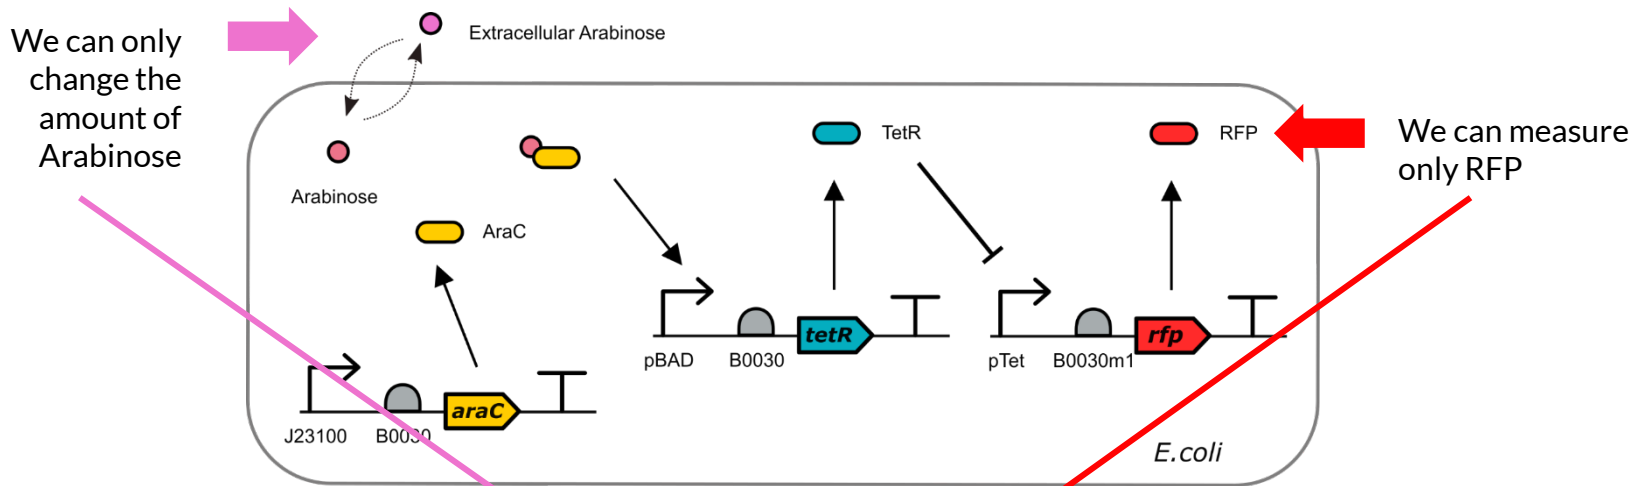 We can only
change the
amount of
Arabinose
Extracellular Arabinose
Arabinose
AraC
TetR
RFP
We can measure
only RFP
tetR
rfp
pBAD
B0030
pTet
B0030m1
araC
J23100
B0030
E.coli